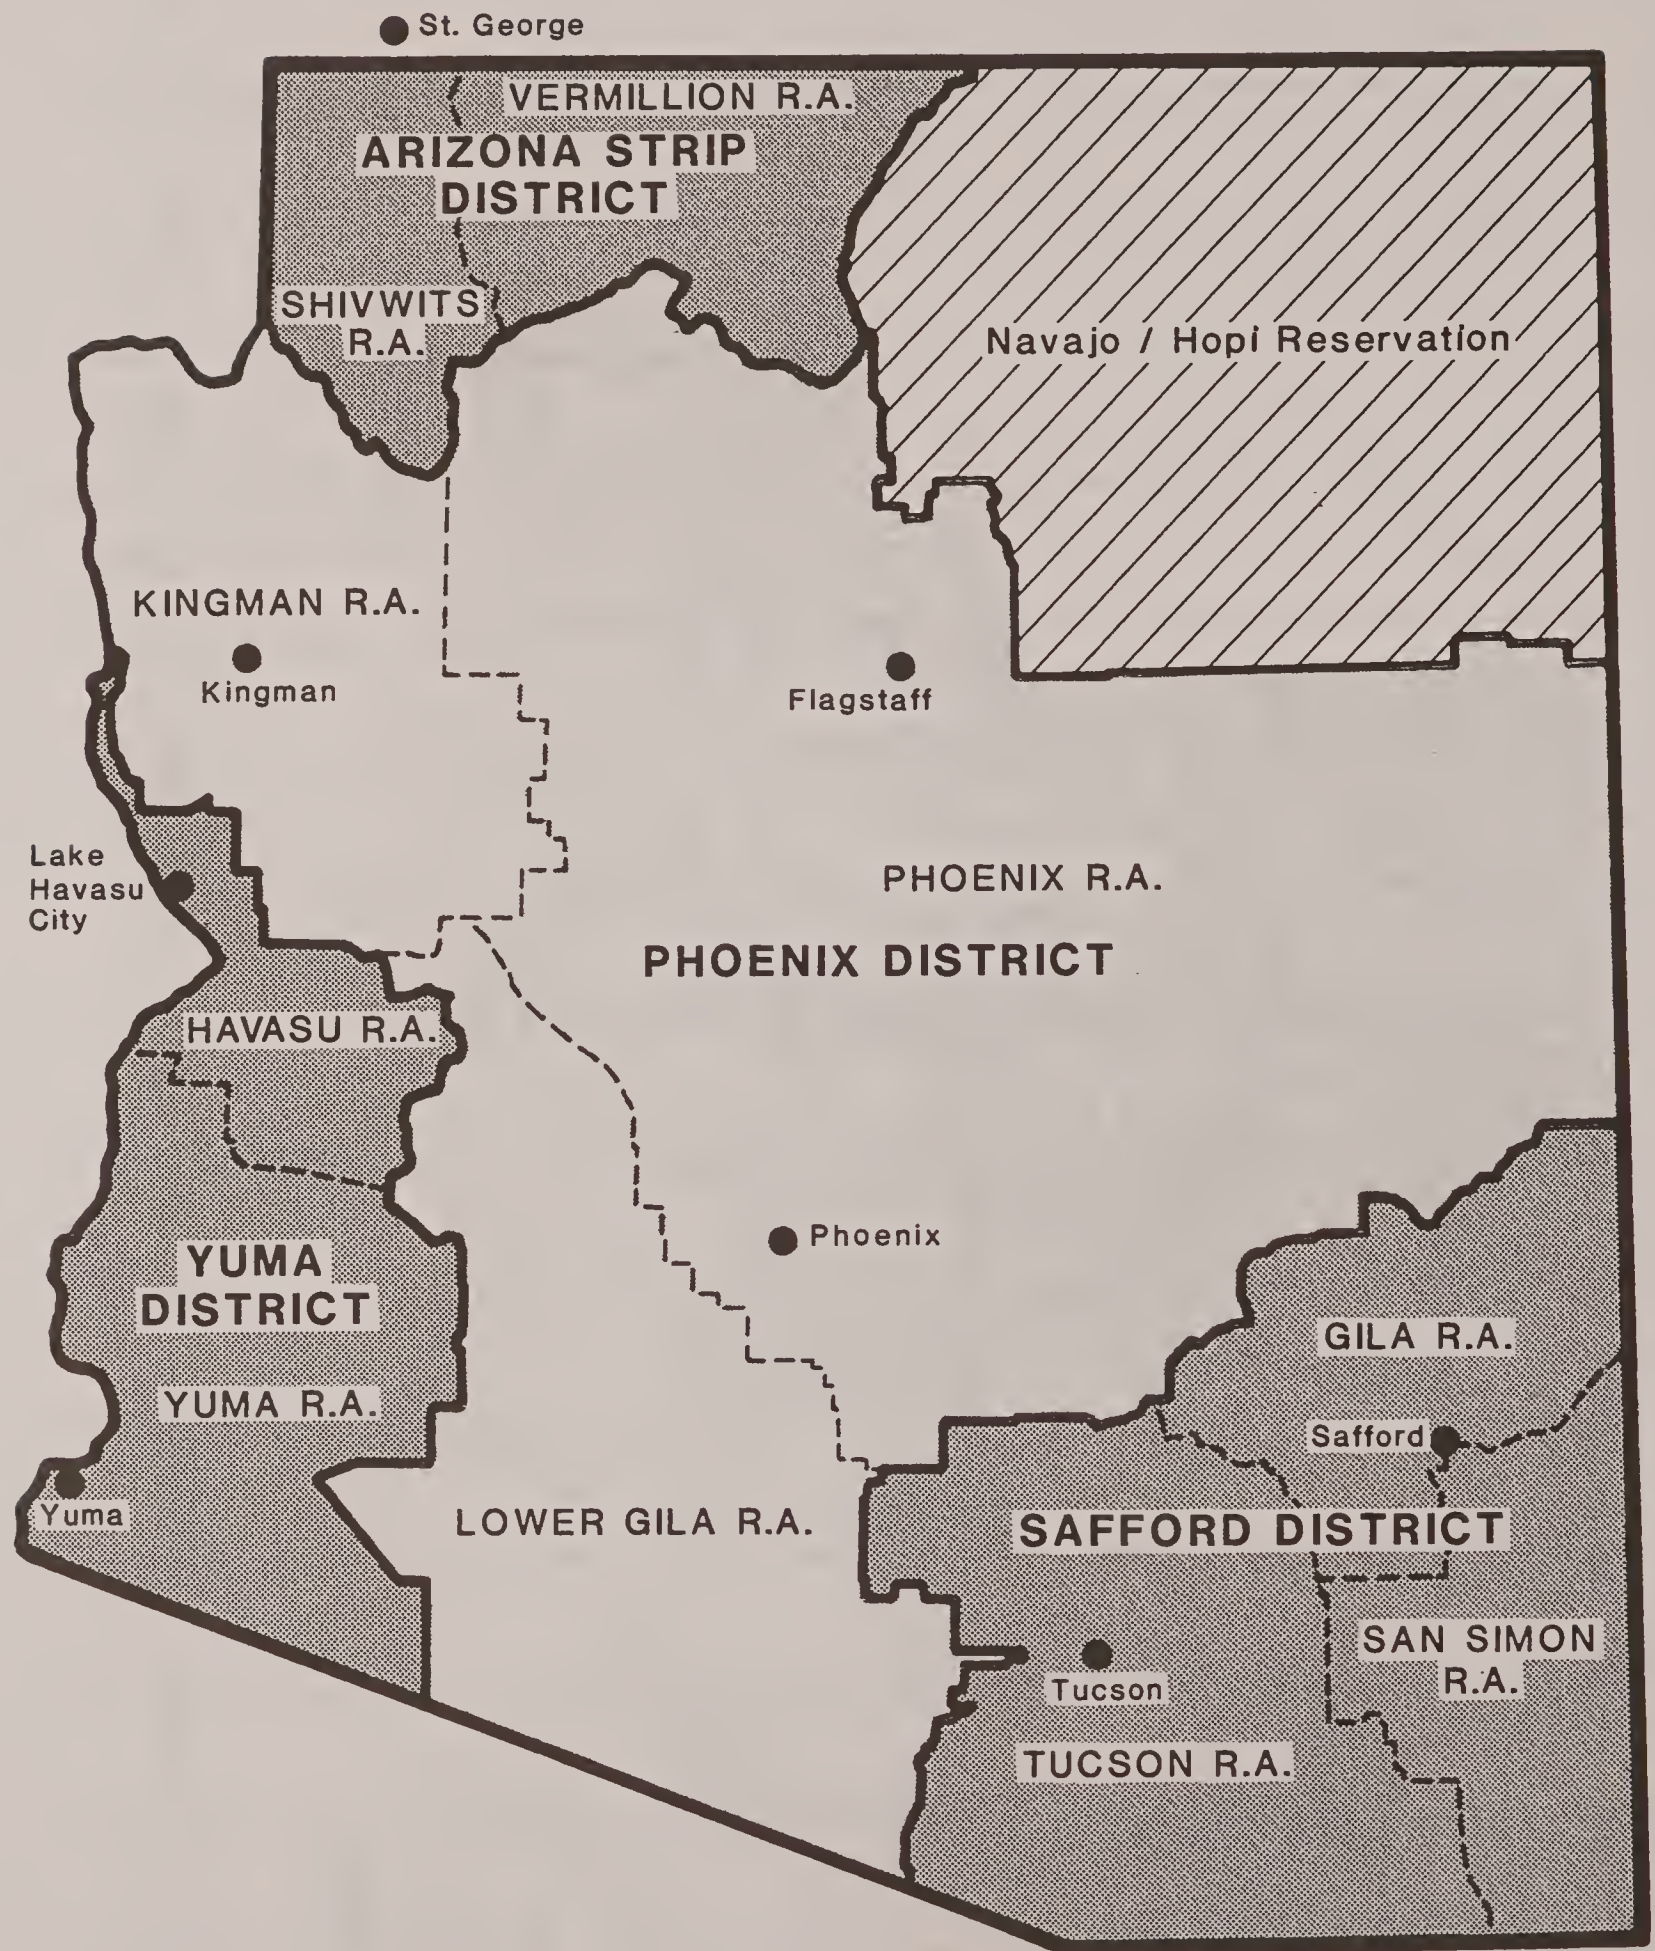 St. George
VERMILLION R.A.
ARIZONA STRIP
DISTRICT
SHIVWITS
R.A.
Navajo / Hopi Reservation
KINGMAN R.A.
Kingman
Flagstaff
Lake
Havasu
City
PHOENIX R.A.
PHOENIX DISTRICT
HAVASU R.A.
Phoenix
YUMA
DISTRICT
GILA R.A.
YUMA R.A.
Safford
Yuma
LOWER GILA R.A.
SAFFORD DISTRICT
SAN SIMON
R.A.
Tucson
TUCSON R.A.